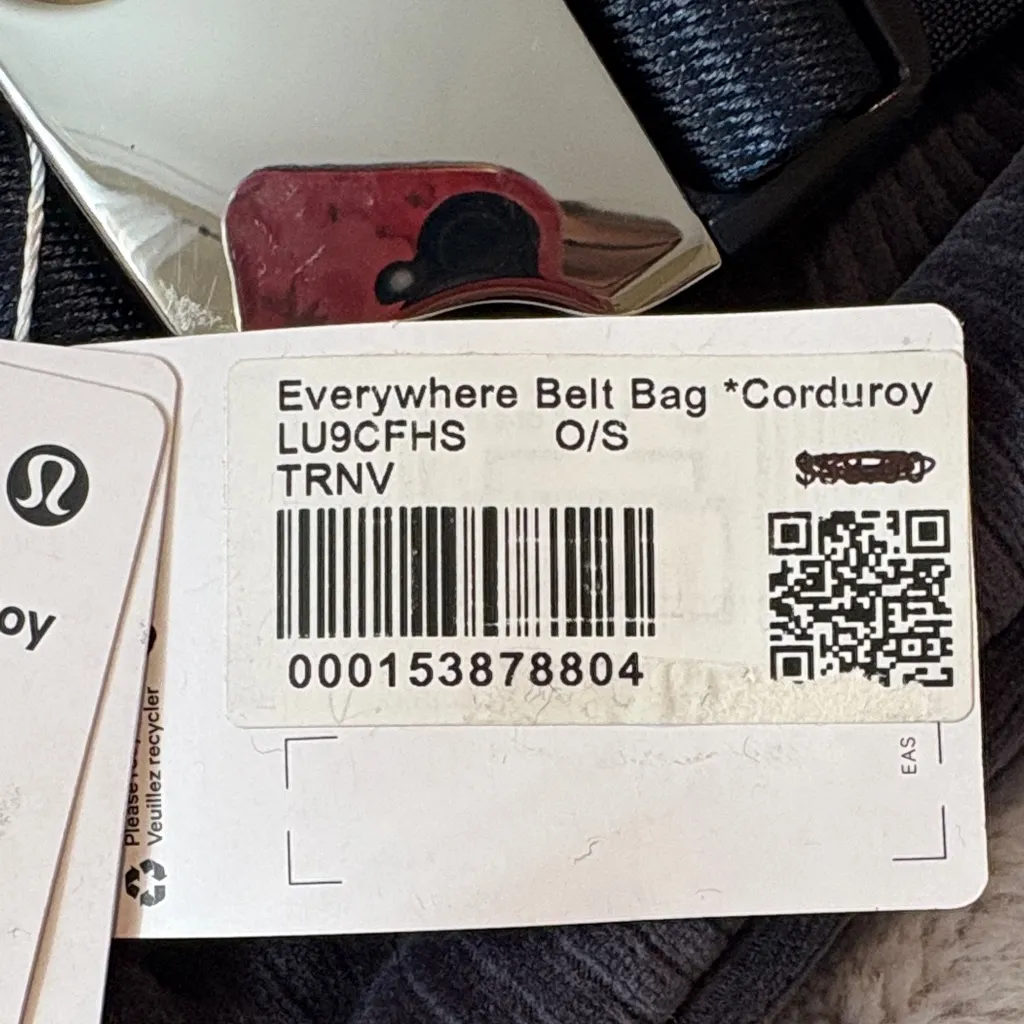 Everywhere Belt Bag *Corduroy
LU9CFHS O/S
TRNV
000153878804
EAS
oy
Veuillez recycler